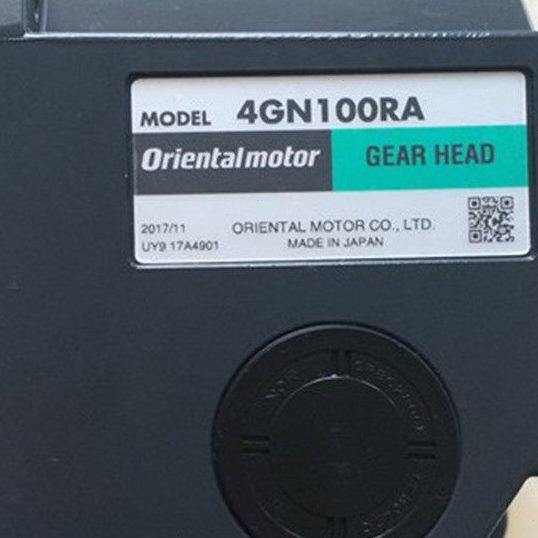 MODEL 4GN100RA
Orientalmotor GEAR HEAD
2017/11 ORIENTAL MOTOR CO., LTD.
UY9 17A4901 MADE IN JAPAN